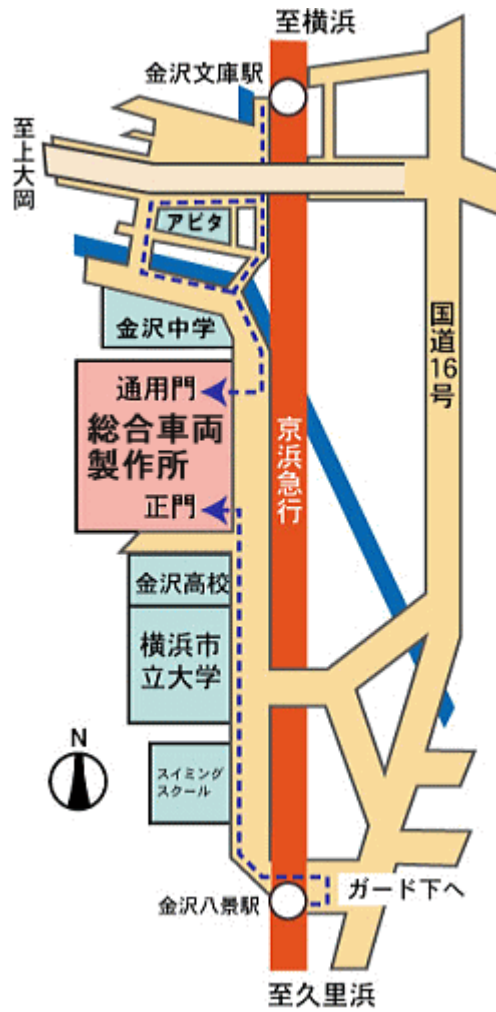 至横浜
金沢文庫駅
至上大岡
アピタ
金沢中学
国道16号
通用門
総合車両
製作所
正門
京浜急行
金沢高校
横浜市
立大学
N
スイミング
スクール
ガード下へ
金沢八景駅
至久里浜